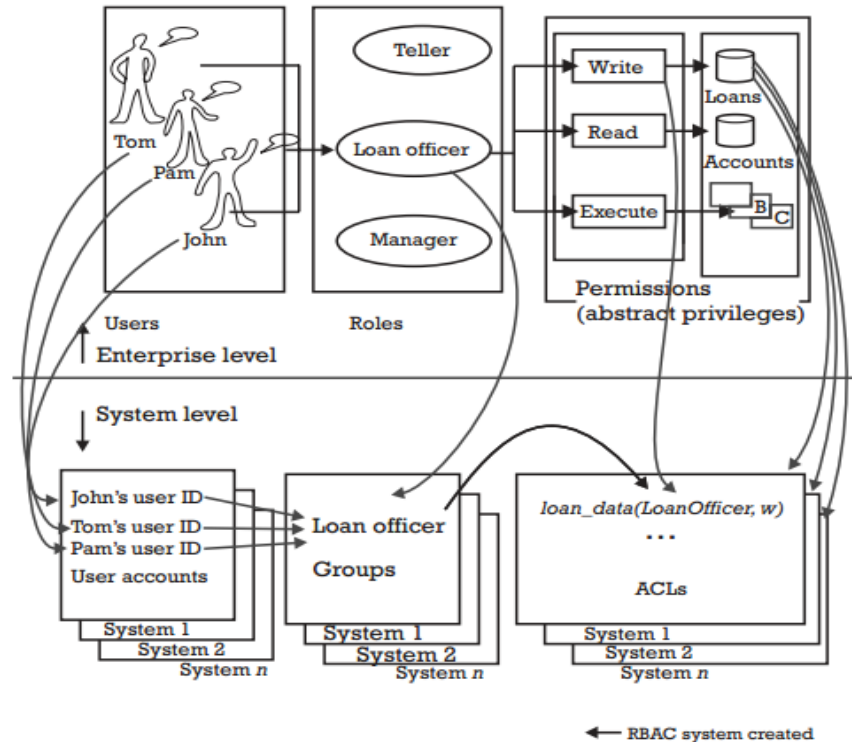 Tom
Pam
John
Users
Teller
Loan officer
Manager
Roles
Write
Read
Execute
Loans
Accounts
B
C
Permissions
(abstract privileges)
Enterprise level
System level
John's user ID
Tom's user ID
Pam's user ID
User accounts
System 1
System 2
System n
Loan officer
Groups
System 1
System 2
System n
loan_data(LoanOfficer, w)
...
ACLs
System 1
System 2
System n
RBAC system created